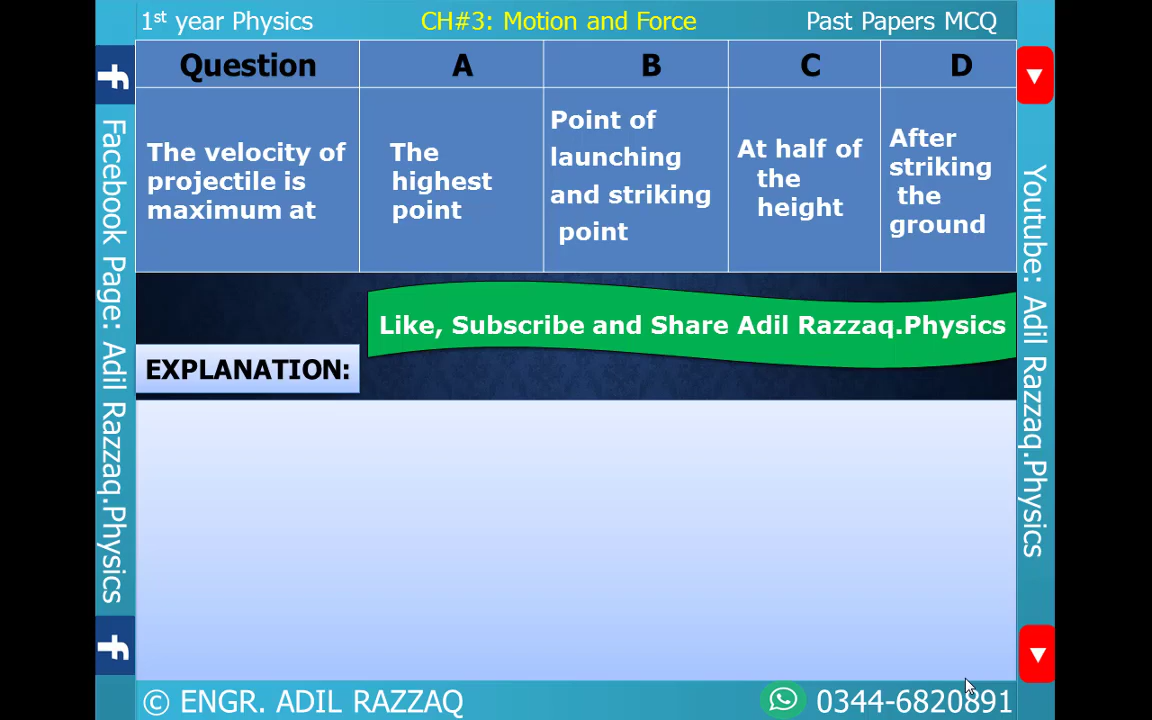 1st year Physics
CH#3: Motion and Force
Past Papers MCQ
Question
A
B
C
D
The velocity of
projectile is
maximum at
The
highest
point
Point of
launching
and striking
point
At half of
the
height
After
striking
the
ground
Like, Subscribe and Share Adil Razzaq.Physics
EXPLANATION:
Facebook Page: Adil Razzaq.Physics
Youtube: Adil Razzaq.Physics
© ENGR. ADIL RAZZAQ
0344-6820891